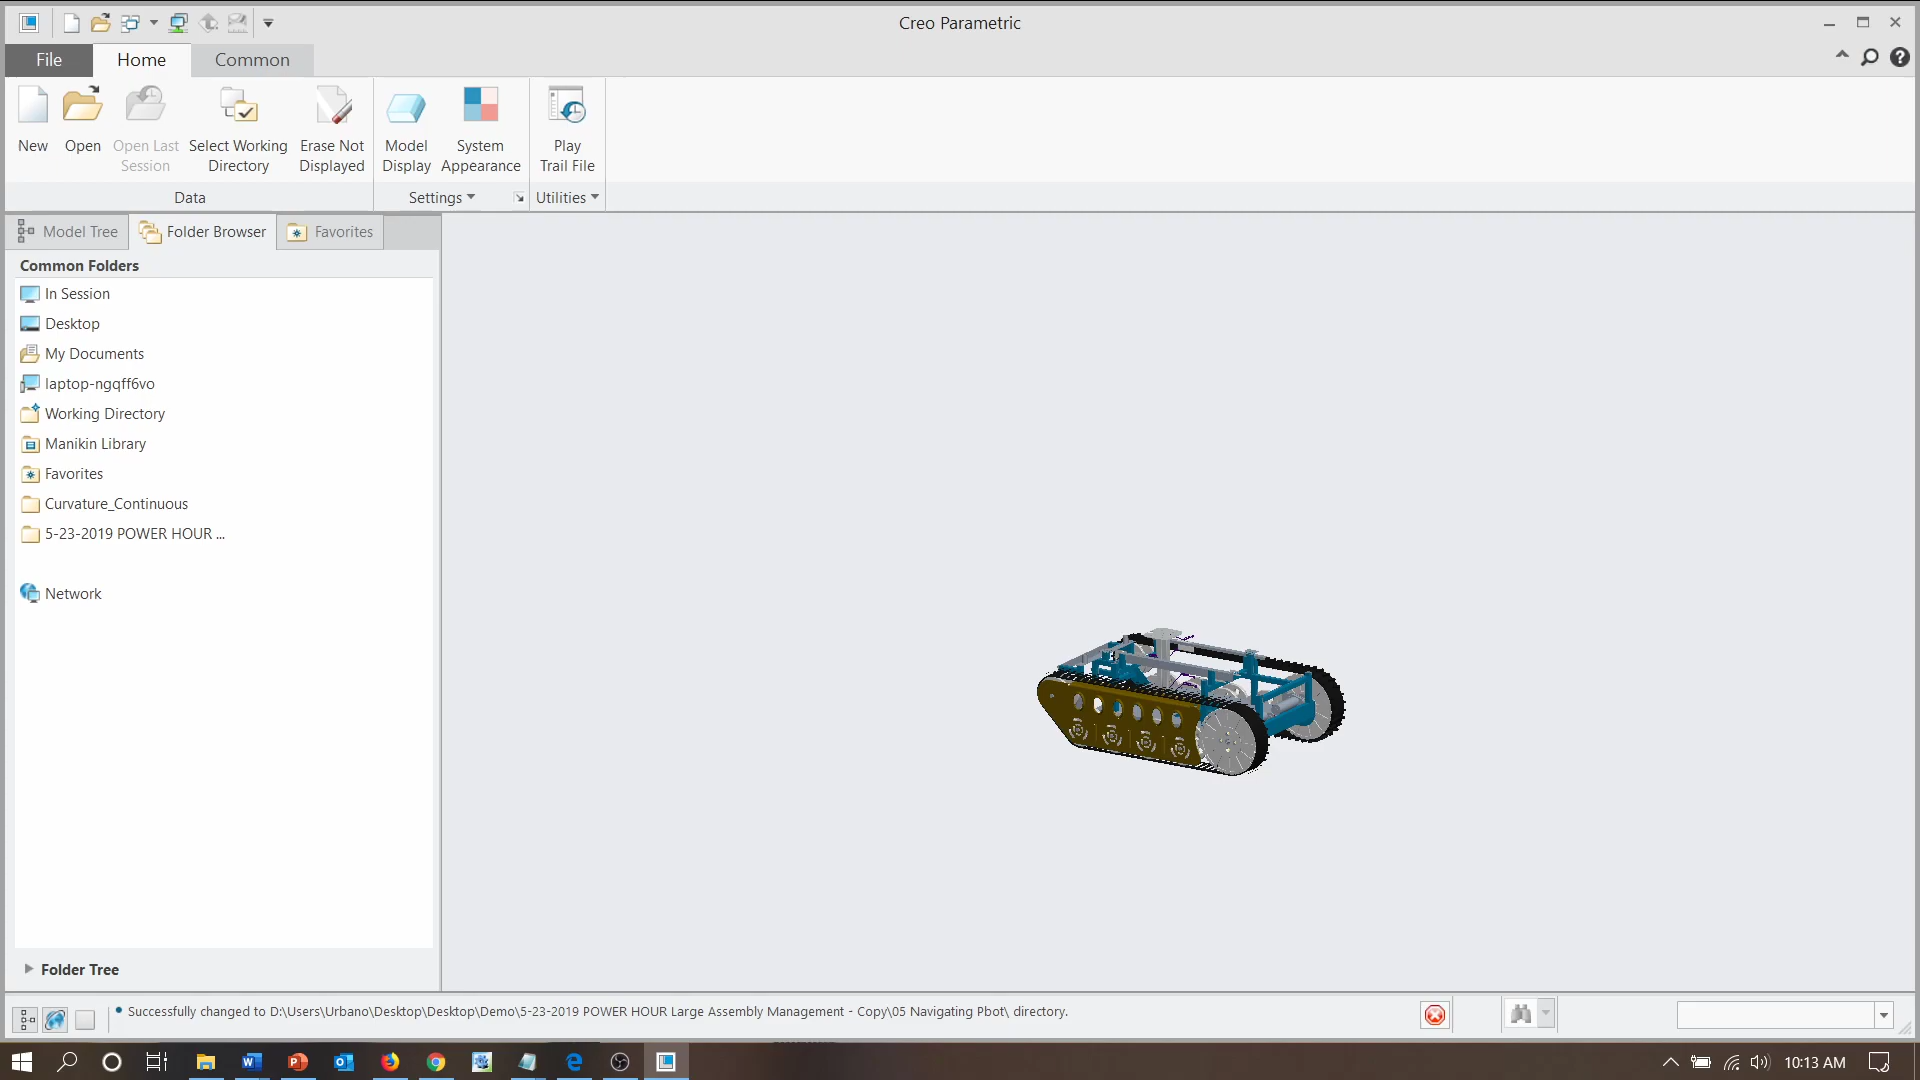 Creo Parametric
File
Home
Common
New
Open
Open Last
Session
Select Working
Directory
Erase Not
Displayed
Model
Display
System
Appearance
Play
Trail File
Data
Settings
Utilities
Model Tree
Folder Browser
Favorites
Common Folders
In Session
Desktop
My Documents
laptop-ngqff6vo
Working Directory
Manikin Library
Favorites
Curvature_Continuous
5-23-2019 POWER HOUR ...
Network
Folder Tree
• Successfully changed to D:\Users\Urbano\Desktop\Desktop\Demo\5-23-2019 POWER HOUR Large Assembly Management - Copy\05 Navigating Pbot\ directory.
10:13 AM